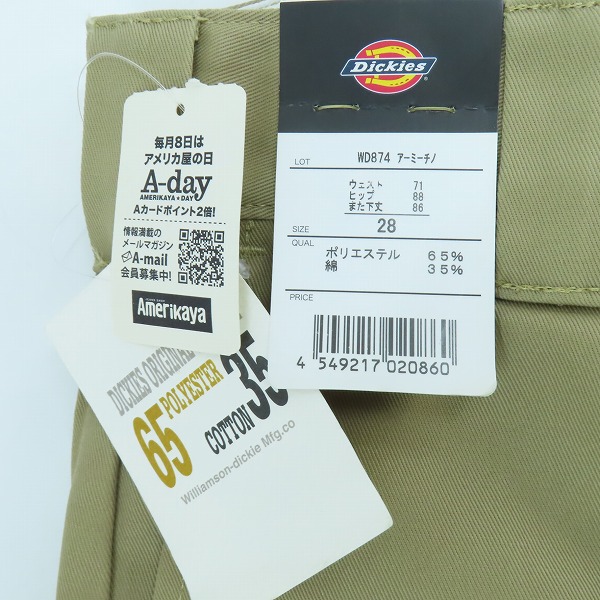 毎月8日は
アメリカ屋の日
A-day
AMERIKAYA★DAY
Aカードポイント2倍!
情報満載の
メールマガジン
A-mail
会員募集中!
Amerikaya
Dickies
LOT WD874 アーミーチノ
ウェスト 71
ヒップ 88
また下丈 86
SIZE 28
QUAL ポリエステル 65%
綿 35%
PRICE
4 549217 020860
DICKIES ORIGINAL
65 POLYESTER
COTTON 35
Williamson-dickie Mfg.co